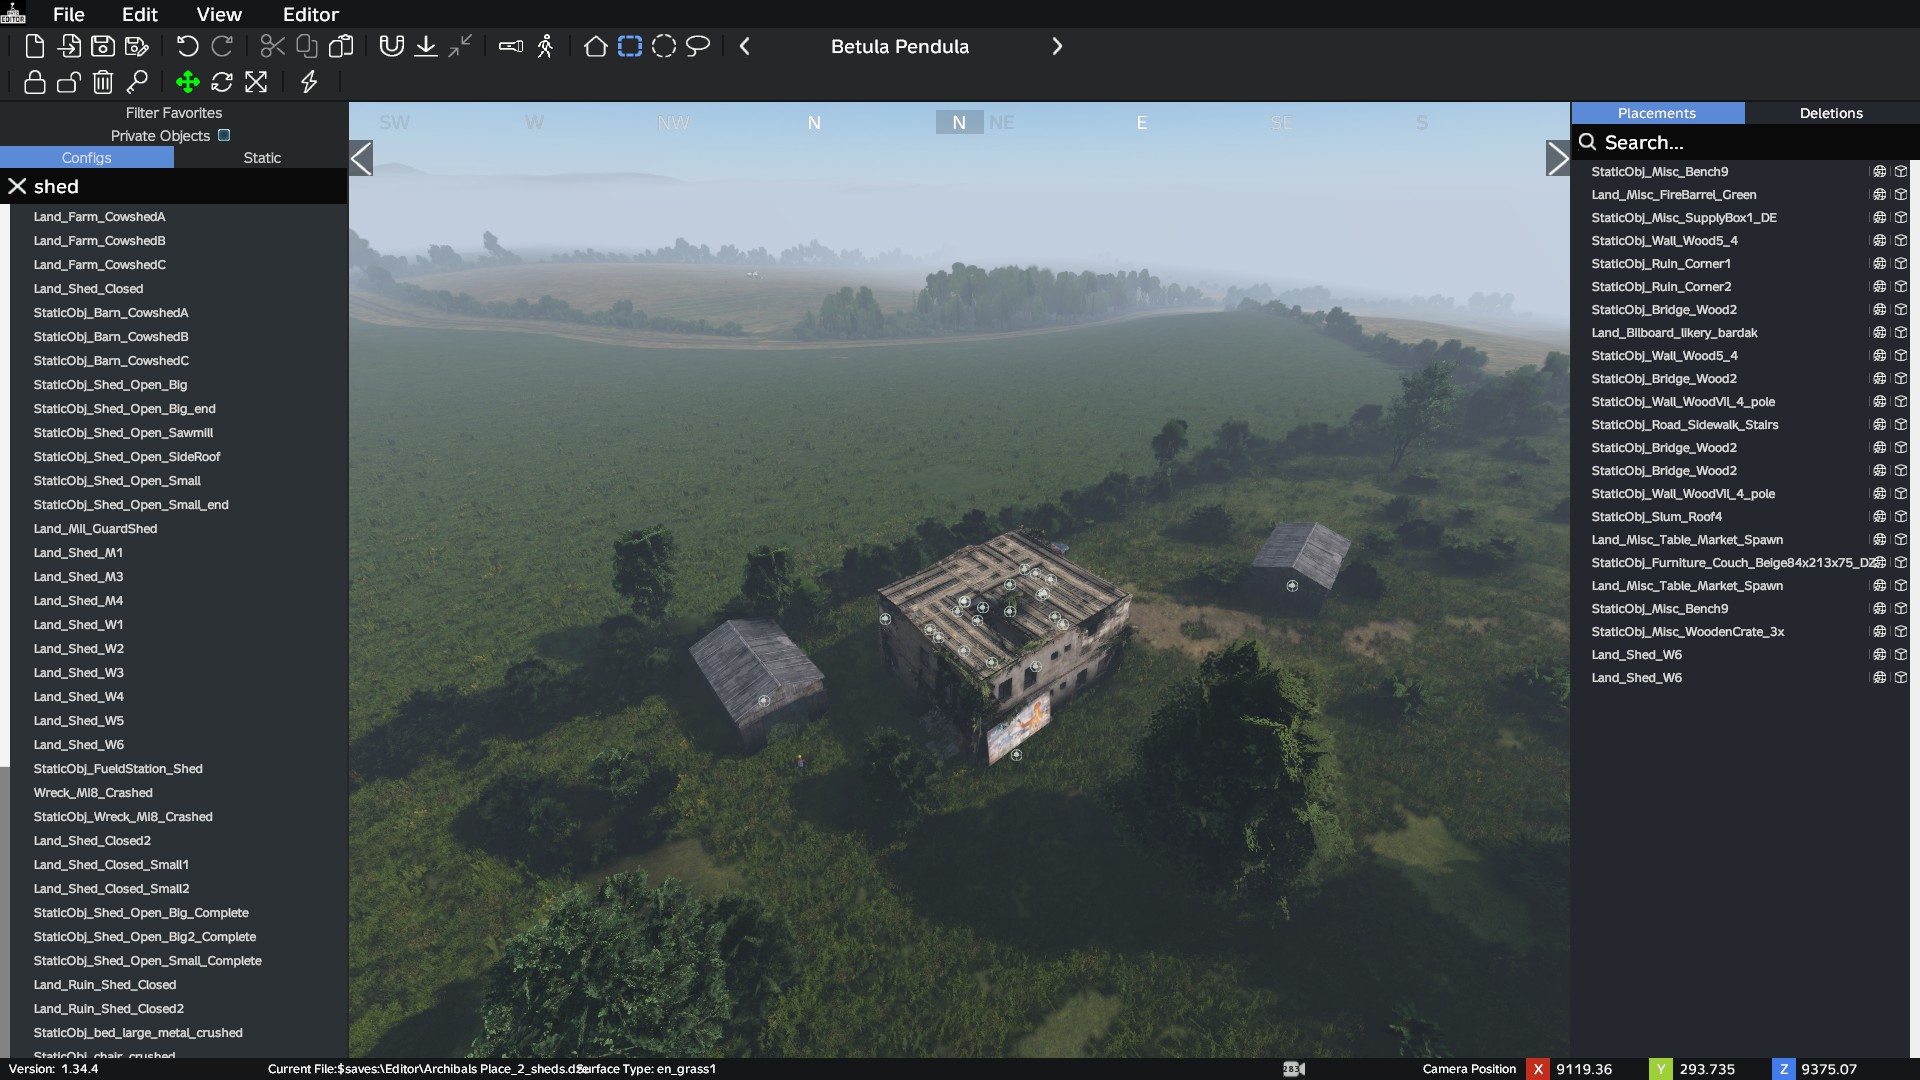 EDITOR
File Edit View Editor
Betula Pendula
Filter Favorites
Private Objects
Configs Static
shed
Land_Farm_CowshedA
Land_Farm_CowshedB
Land_Farm_CowshedC
Land_Shed_Closed
StaticObj_Barn_CowshedA
StaticObj_Barn_CowshedB
StaticObj_Barn_CowshedC
StaticObj_Shed_Open_Big
StaticObj_Shed_Open_Big_end
StaticObj_Shed_Open_Sawmill
StaticObj_Shed_Open_SideRoof
StaticObj_Shed_Open_Small
StaticObj_Shed_Open_Small_end
Land_Mil_GuardShed
Land_Shed_M1
Land_Shed_M3
Land_Shed_M4
Land_Shed_W1
Land_Shed_W2
Land_Shed_W3
Land_Shed_W4
Land_Shed_W5
Land_Shed_W6
StaticObj_FueldStation_Shed
Wreck_Mi8_Crashed
StaticObj_Wreck_Mi8_Crashed
Land_Shed_Closed2
Land_Shed_Closed_Small1
Land_Shed_Closed_Small2
StaticObj_Shed_Open_Big_Complete
StaticObj_Shed_Open_Big2_Complete
StaticObj_Shed_Open_Small_Complete
Land_Ruin_Shed_Closed
Land_Ruin_Shed_Closed2
StaticObj_bed_large_metal_crushed
StaticObj_chair_crushed
SW W NW N N NE E SE S
Placements Deletions
Search...
StaticObj_Misc_Bench9
Land_Misc_FireBarrel_Green
StaticObj_Misc_SupplyBox1_DE
StaticObj_Wall_Wood5_4
StaticObj_Ruin_Corner1
StaticObj_Ruin_Corner2
StaticObj_Bridge_Wood2
Land_Bilboard_likery_bardak
StaticObj_Wall_Wood5_4
StaticObj_Bridge_Wood2
StaticObj_Wall_WoodVil_4_pole
StaticObj_Road_Sidewalk_Stairs
StaticObj_Bridge_Wood2
StaticObj_Bridge_Wood2
StaticObj_Wall_WoodVil_4_pole
StaticObj_Slum_Roof4
Land_Misc_Table_Market_Spawn
StaticObj_Furniture_Couch_Beige84x213x75_DZ
Land_Misc_Table_Market_Spawn
StaticObj_Misc_Bench9
StaticObj_Misc_WoodenCrate_3x
Land_Shed_W6
Land_Shed_W6
Version: 1.34.4 Current File:$saves:\Editor\Archibals Place_2_sheds.dze Surface Type: en_grass1 283 Camera Position X 9119.36 Y 293.735 Z 9375.07